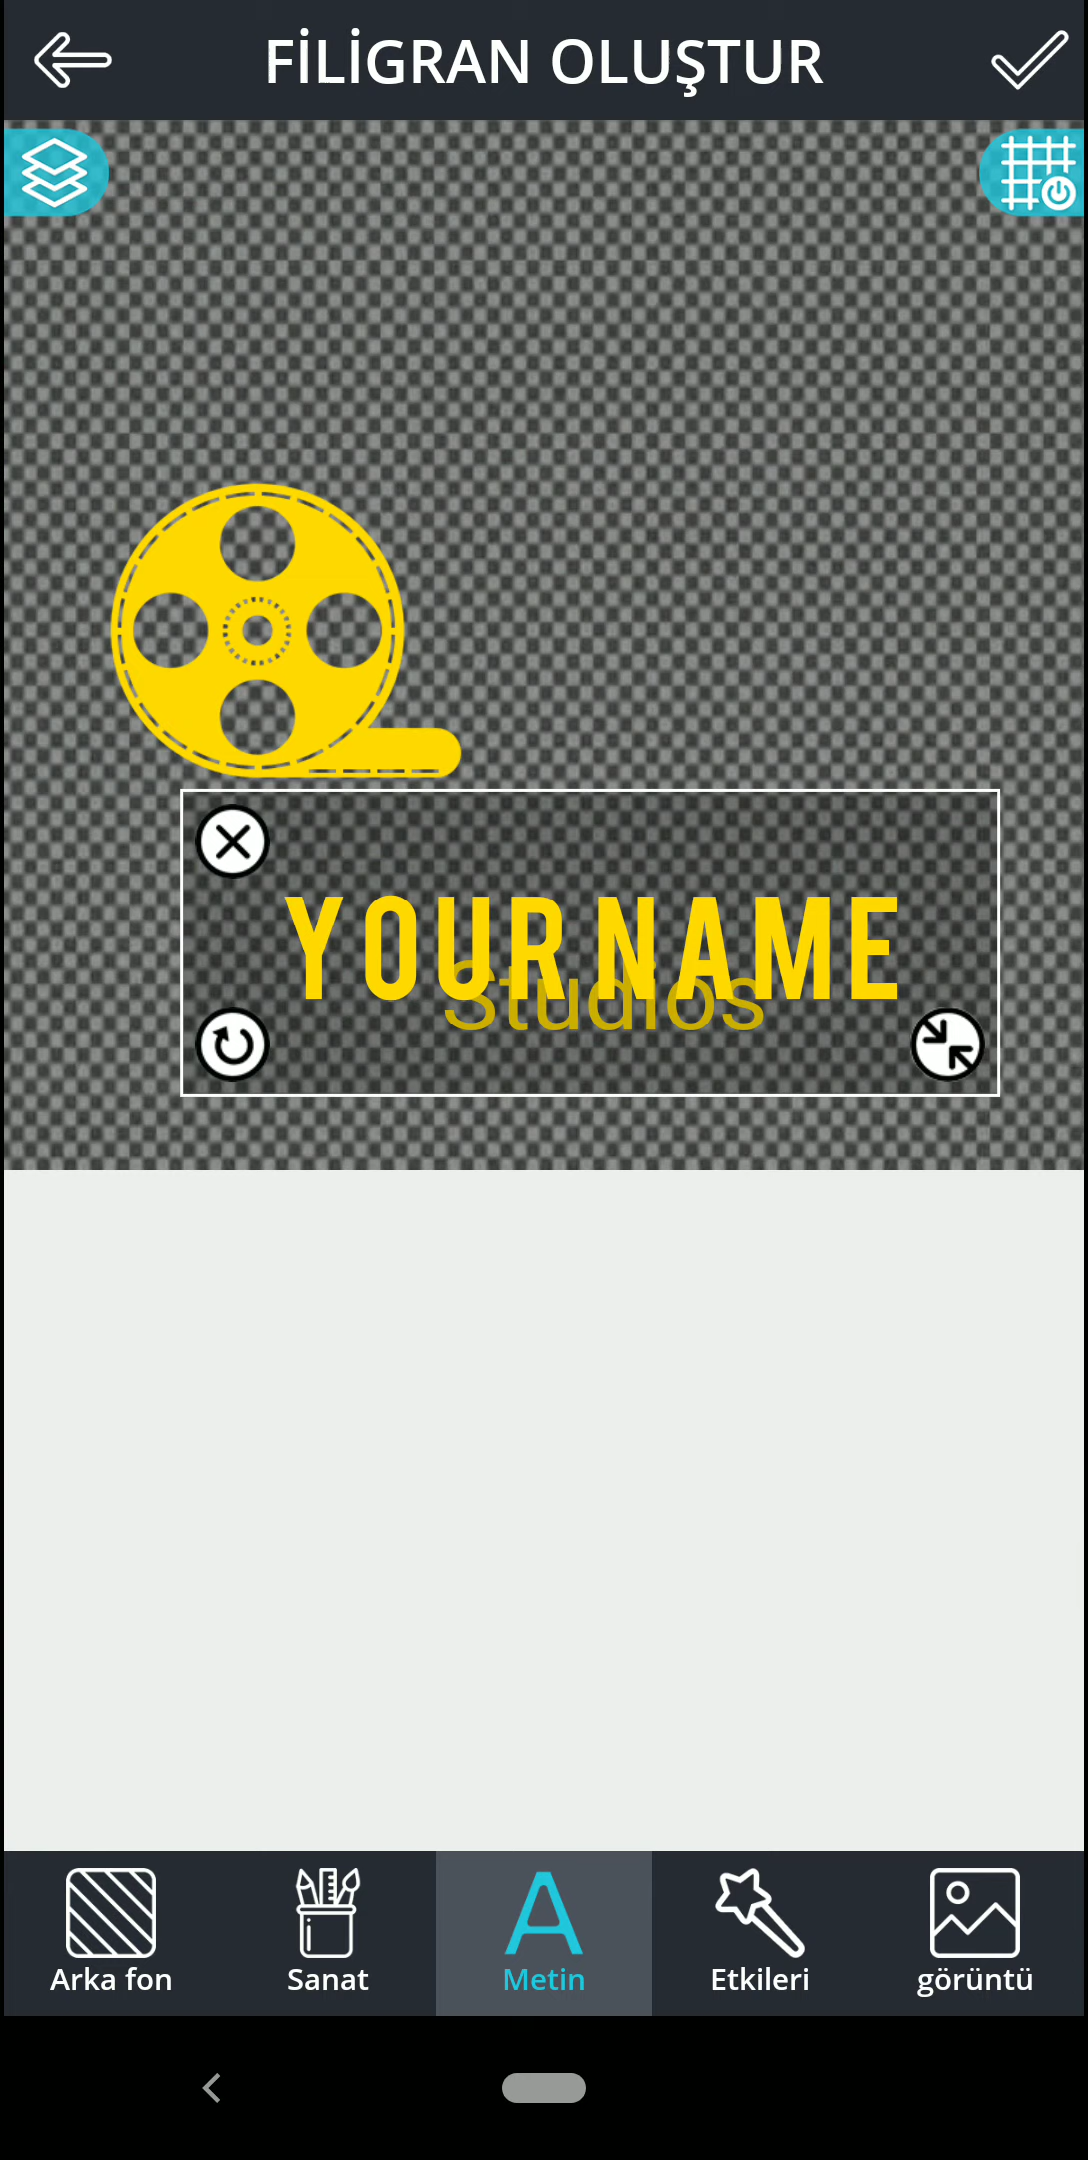 FİLİGRAN OLUŞTUR
YOUR NAME
Studios
Arka fon
Sanat
Metin
Etkileri
görüntü